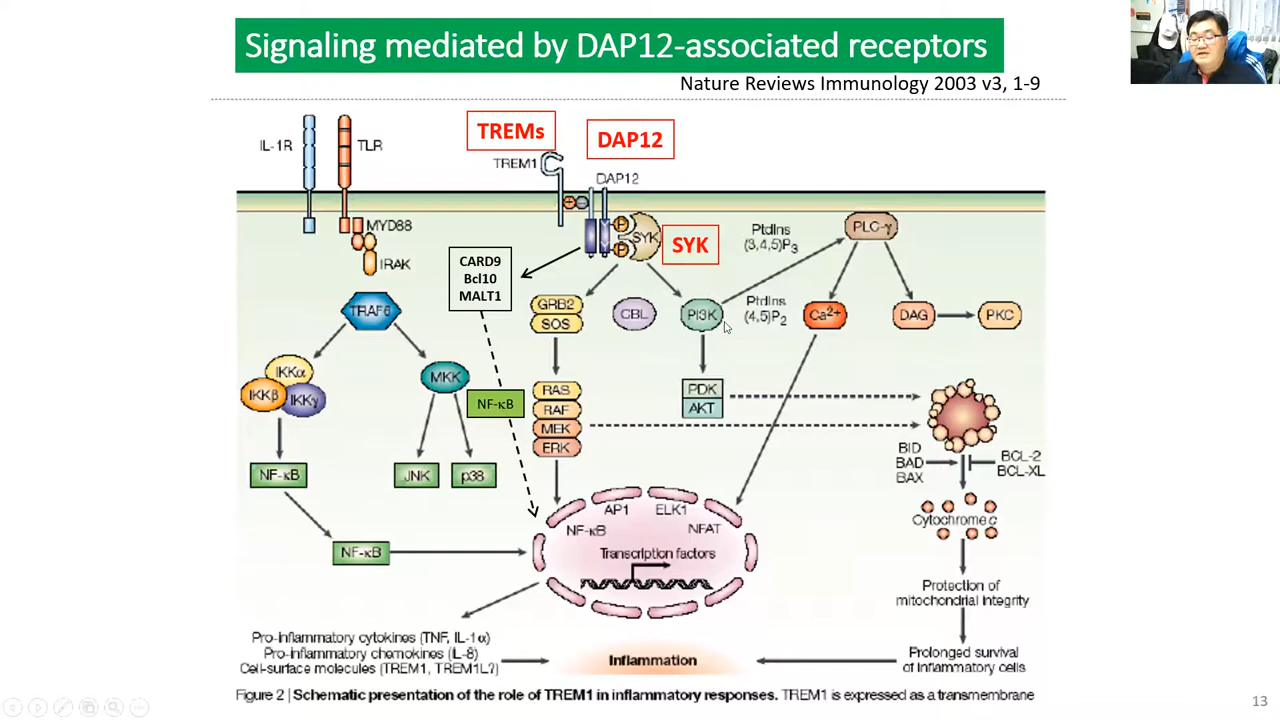 Signaling mediated by DAP12-associated receptors
Nature Reviews Immunology 2003 v3, 1-9
IL-1R
TLR
TREMs
DAP12
TREM1
DAP12
MYD88
IRAK
P
P
SYK
SYK
PtdIns
(3,4,5)P3
PLC-γ
CARD9
Bcl10
MALT1
TRAF6
GRB2
SOS
CBL
PI3K
PtdIns
(4,5)P2
Ca2+
DAG
PKC
IKKα
IKKβ
IKKγ
MKK
NF-κB
RAS
RAF
MEK
ERK
PDK
AKT
BID
BAD
BAX
BCL-2
BCL-XL
NF-κB
JNK
p38
Cytochrome c
AP1
ELK1
NF-κB
NFAT
Transcription factors
NF-κB
Protection of
mitochondrial integrity
Pro-inflammatory cytokines (TNF, IL-1α)
Pro-inflammatory chemokines (IL-8)
Cell-surface molecules (TREM1, TREM1L?)
Inflammation
Prolonged survival
of inflammatory cells
Figure 2 | Schematic presentation of the role of TREM1 in inflammatory responses. TREM1 is expressed as a transmembrane
13